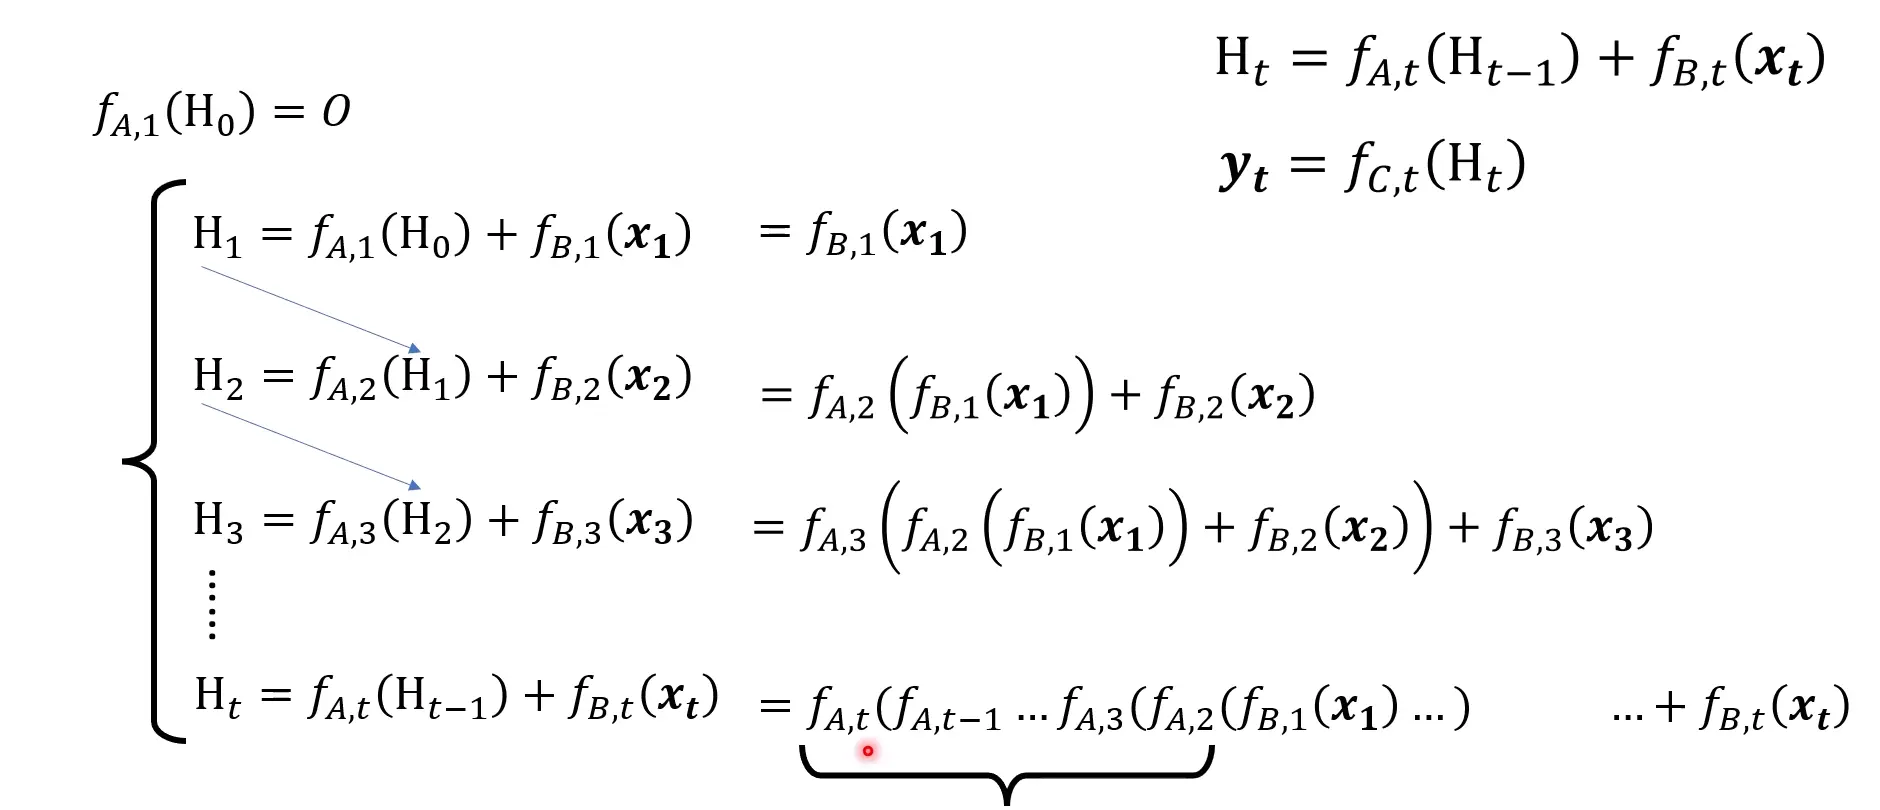 H_t = f_{A,t}(H_{t−1}) + f_{B,t}(x_t)
f_{A,1}(H_0) = O
y_t = f_{C,t}(H_t)
H_1 = f_{A,1}(H_0) + f_{B,1}(x_1) = f_{B,1}(x_1)
H_2 = f_{A,2}(H_1) + f_{B,2}(x_2) = f_{A,2}(f_{B,1}(x_1)) + f_{B,2}(x_2)
H_3 = f_{A,3}(H_2) + f_{B,3}(x_3) = f_{A,3}(f_{A,2}(f_{B,1}(x_1)) + f_{B,2}(x_2)) + f_{B,3}(x_3)
H_t = f_{A,t}(H_{t−1}) + f_{B,t}(x_t) = f_{A,t}(f_{A,t−1} … f_{A,3}(f_{A,2}(f_{B,1}(x_1) …) … + f_{B,t}(x_t)